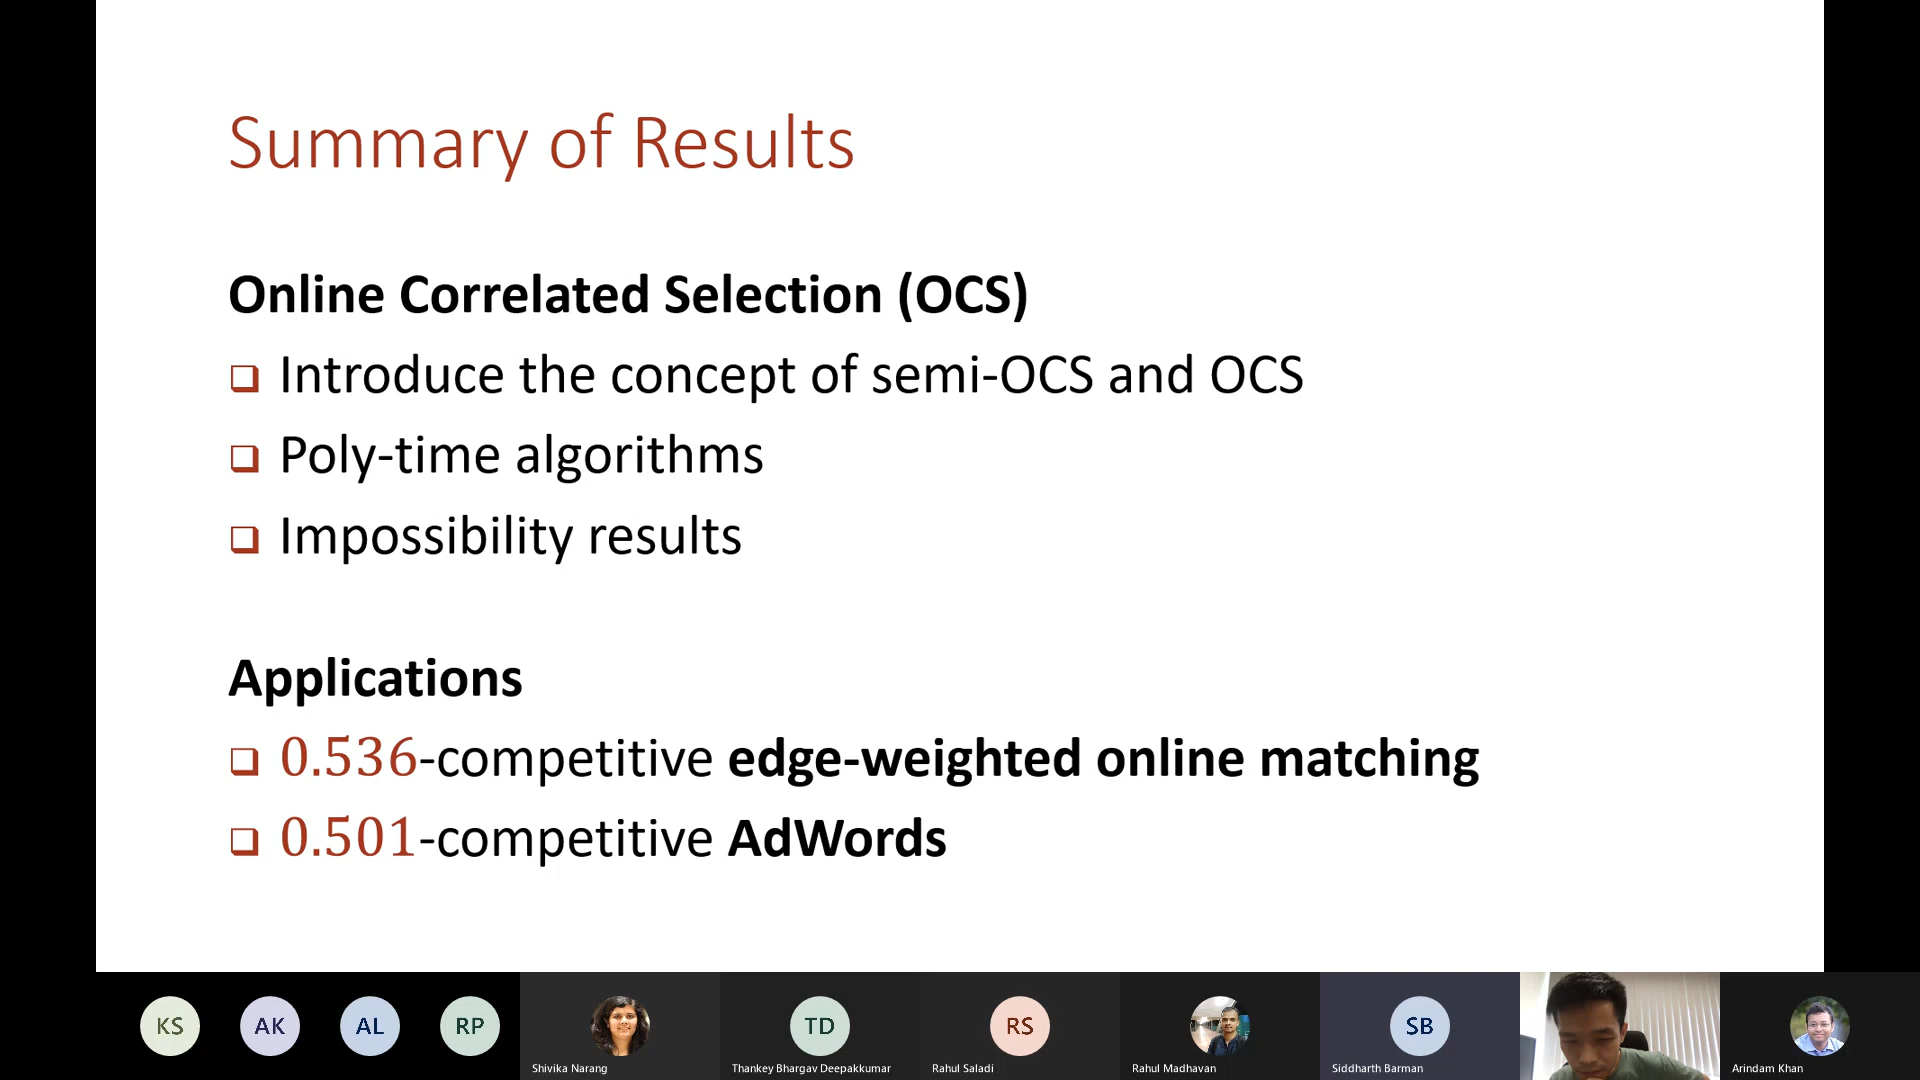 Summary of Results
Online Correlated Selection (OCS)
Introduce the concept of semi-OCS and OCS
Poly-time algorithms
Impossibility results
Applications
0.536-competitive edge-weighted online matching
0.501-competitive AdWords
KS AK AL RP TD RS SB
Shivika Narang Thankey Bhargav Deepakkumar Rahul Saladi Rahul Madhavan Siddharth Barman Arindam Khan